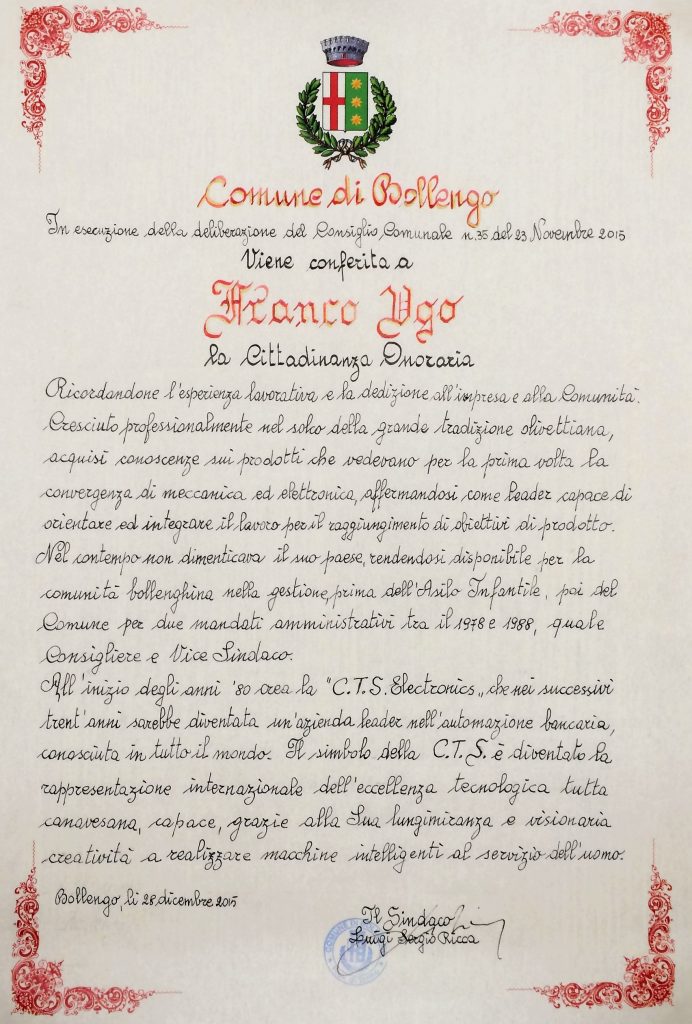 Comune di Bollengo
In esecuzione della deliberazione del Consiglio Comunale n. 35 del 23 Novembre 2015
Viene conferita a
Franco Ugo
la Cittadinanza Onoraria
Ricordandone l'esperienza lavorativa e la dedizione all'impresa e alla Comunità.
Cresciuto professionalmente nel solco della grande tradizione olivettiana,
acquisì conoscenze sui prodotti che vedevano per la prima volta la
convergenza di meccanica ed elettronica, affermandosi come leader capace di
orientare ed integrare il lavoro per il raggiungimento di obiettivi di prodotto.
Nel contempo non dimenticava il suo paese, rendendosi disponibile per la
comunità bollenghina nella gestione, prima dell'Asilo Infantile, poi del
Comune per due mandati amministrativi tra il 1978 e 1988, quale
Consigliere e Vice Sindaco.
All'inizio degli anni '80 crea la "C.T.S. Electronics„ che nei successivi
trent'anni sarebbe diventata un'azienda leader nell'automazione bancaria,
conosciuta in tutto il mondo. Il simbolo della C.T.S. è diventato la
rappresentazione internazionale dell'eccellenza tecnologica tutta
canavesana, capace, grazie alla Sua lungimiranza e visionaria
creatività a realizzare macchine intelligenti al servizio dell'uomo.
Bollengo, li 28 dicembre 2015
Il Sindaco
Luigi Sergio Ricca